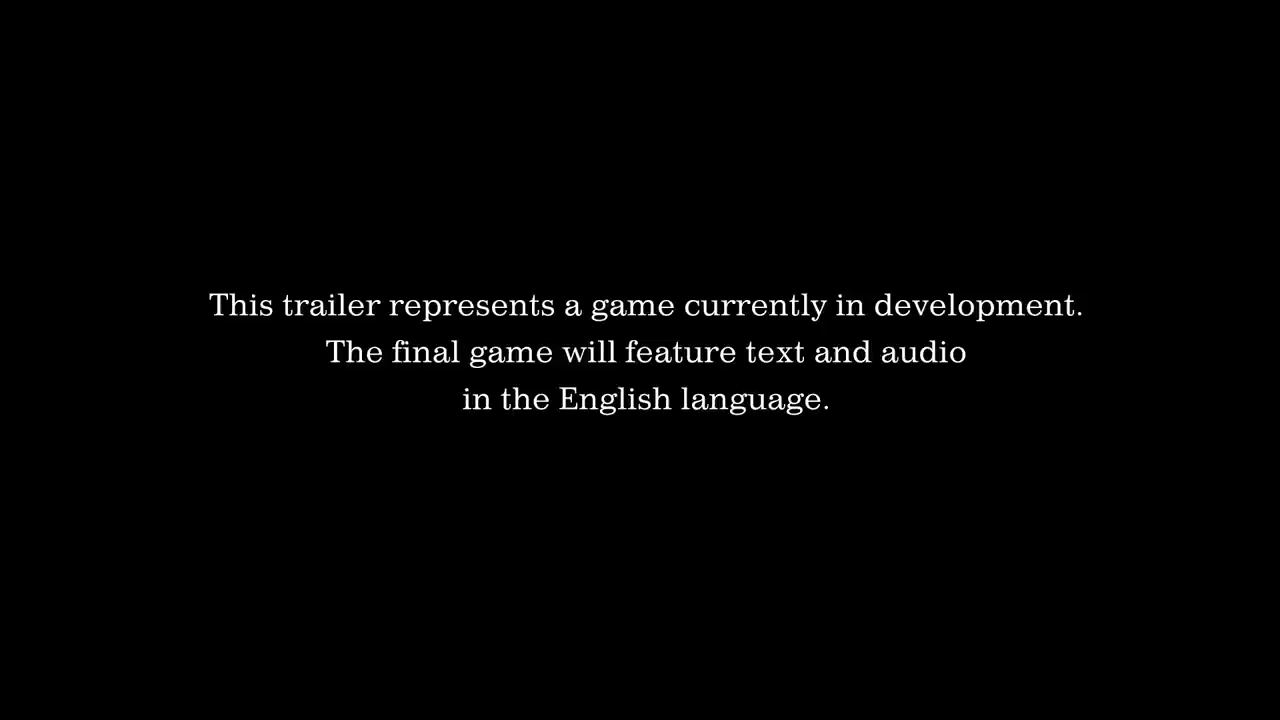 This trailer represents a game currently in development.
The final game will feature text and audio
in the English language.